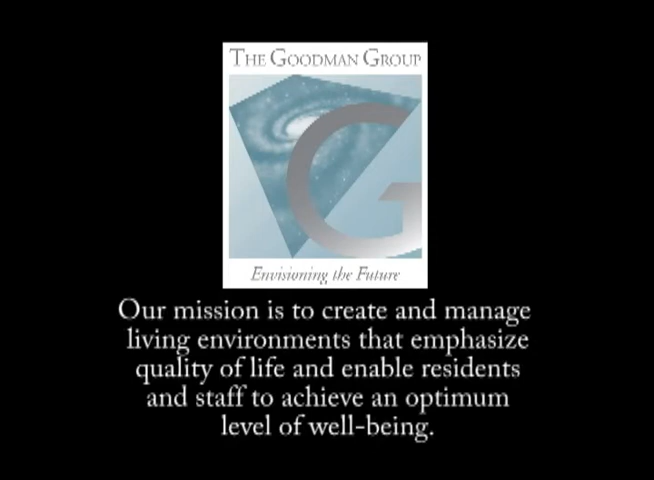 THE GOODMAN GROUP
G
Envisioning the Future
Our mission is to create and manage
living environments that emphasize
quality of life and enable residents
and staff to achieve an optimum
level of well-being.